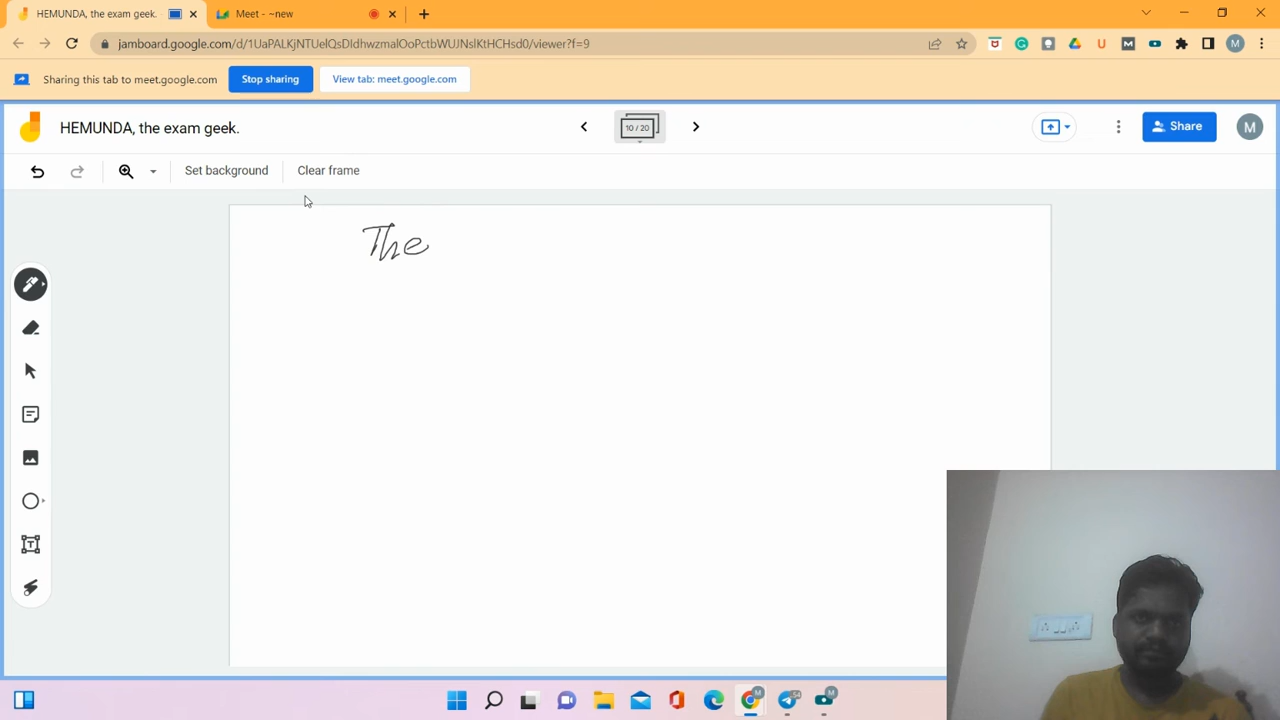 HEMUNDA, the exam geek.
Meet - ~new
jamboard.google.com/d/1UaPALKjNTUelQsDIdhwzmalOoPctbWUJNslKtHCHsd0/viewer?f=9
Sharing this tab to meet.google.com
Stop sharing
View tab: meet.google.com
HEMUNDA, the exam geek.
10 / 20
Share
M
Set background
Clear frame
The